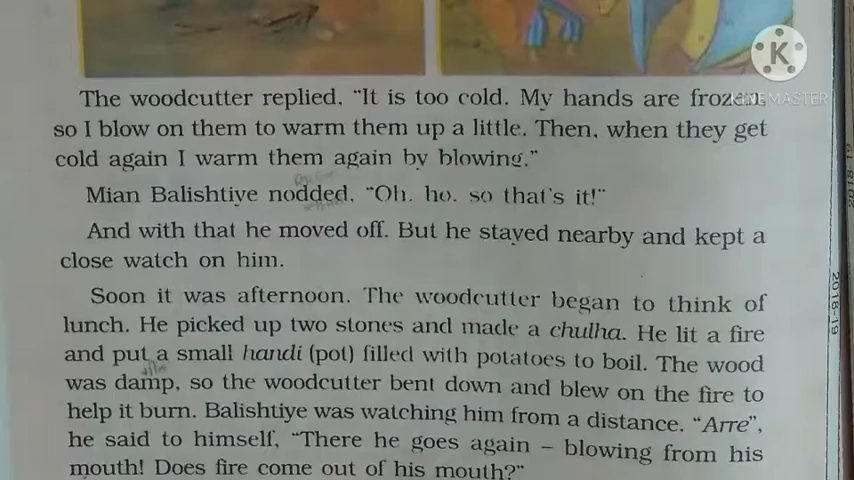 K
KINEMASTER
The woodcutter replied, "It is too cold. My hands are frozen,
so I blow on them to warm them up a little. Then, when they get
cold again I warm them again by blowing."
Mian Balishtiye nodded, "Oh, ho, so that's it!"
And with that he moved off. But he stayed nearby and kept a
close watch on him.
Soon it was afternoon. The woodcutter began to think of
lunch. He picked up two stones and made a chulha. He lit a fire
and put a small handi (pot) filled with potatoes to boil. The wood
was damp, so the woodcutter bent down and blew on the fire to
help it burn. Balishtiye was watching him from a distance. "Arre",
he said to himself, "There he goes again – blowing from his
mouth! Does fire come out of his mouth?"
2018-19
2018-19